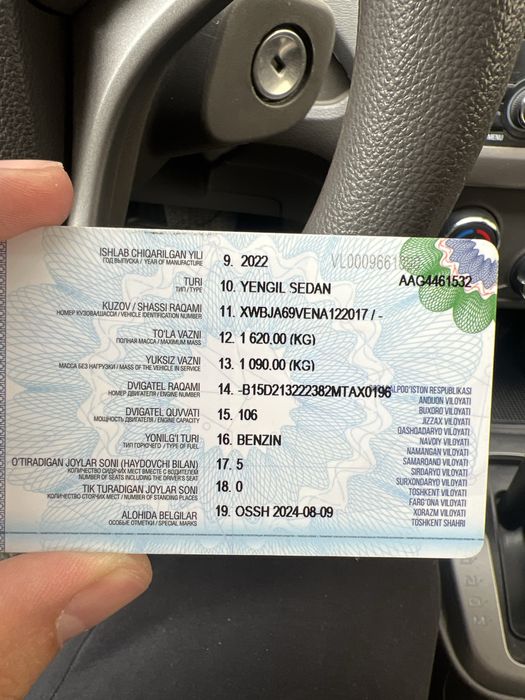 ISHLAB CHIQARILGAN YILI 9. 2022
ГОД ВЫПУСКА / YEAR OF MANUFACTURE
AAG4461532
TURI 10. YENGIL SEDAN
ТИП / TYPE
KUZOV / SHASSI RAQAMI 11. XWBJA69VENA122017 / -
НОМЕР КУЗОВА/ШАССИ / VEHICLE IDENTIFICATION NUMBER
TO'LA VAZNI 12. 1 620.00 (KG)
ПОЛНАЯ МАССА / MAXIMUM MASS
YUKSIZ VAZNI 13. 1 090.00 (KG)
МАССА БЕЗ НАГРУЗКИ / MASS OF THE VEHICLE IN SERVICE
DVIGATEL RAQAMI 14. -B15D213222382MTAX0196
НОМЕР ДВИГАТЕЛЯ / ENGINE NUMBER
DVIGATEL QUVVATI 15. 106
МОЩНОСТЬ ДВИГАТЕЛЯ / ENGINE CAPACITY
YONILG'I TURI 16. BENZIN
ТИП ГОРЮЧЕГО / TYPE OF FUEL
O'TIRADIGAN JOYLAR SONI (HAYDOVCHI BILAN) 17. 5
КОЛИЧЕСТВО СИДЯЧИХ МЕСТ ВМЕСТЕ С ВОДИТЕЛЕМ
NUMBER OF SEATS INCLUDING THE DRIVER'S SEAT
TIK TURADIGAN JOYLAR SONI 18. 0
КОЛИЧЕСТВО СТОЯЧИХ МЕСТ / NUMBER OF STANDING PLACES
ALOHIDA BELGILAR 19. OSSH 2024-08-09
ОСОБЫЕ ОТМЕТКИ / SPECIAL MARKS
RESPUBLIKASI
ANDIJON VILOYATI
BUXORO VILOYATI
JIZZAX VILOYATI
QASHQADARYO VILOYATI
NAVOIY VILOYATI
NAMANGAN VILOYATI
SAMARQAND VILOYATI
SIRDARYO VILOYATI
SURXONDARYO VILOYATI
TOSHKENT VILOYATI
FARG'ONA VILOYATI
XORAZM VILOYATI
TOSHKENT SHAHRI
MENU